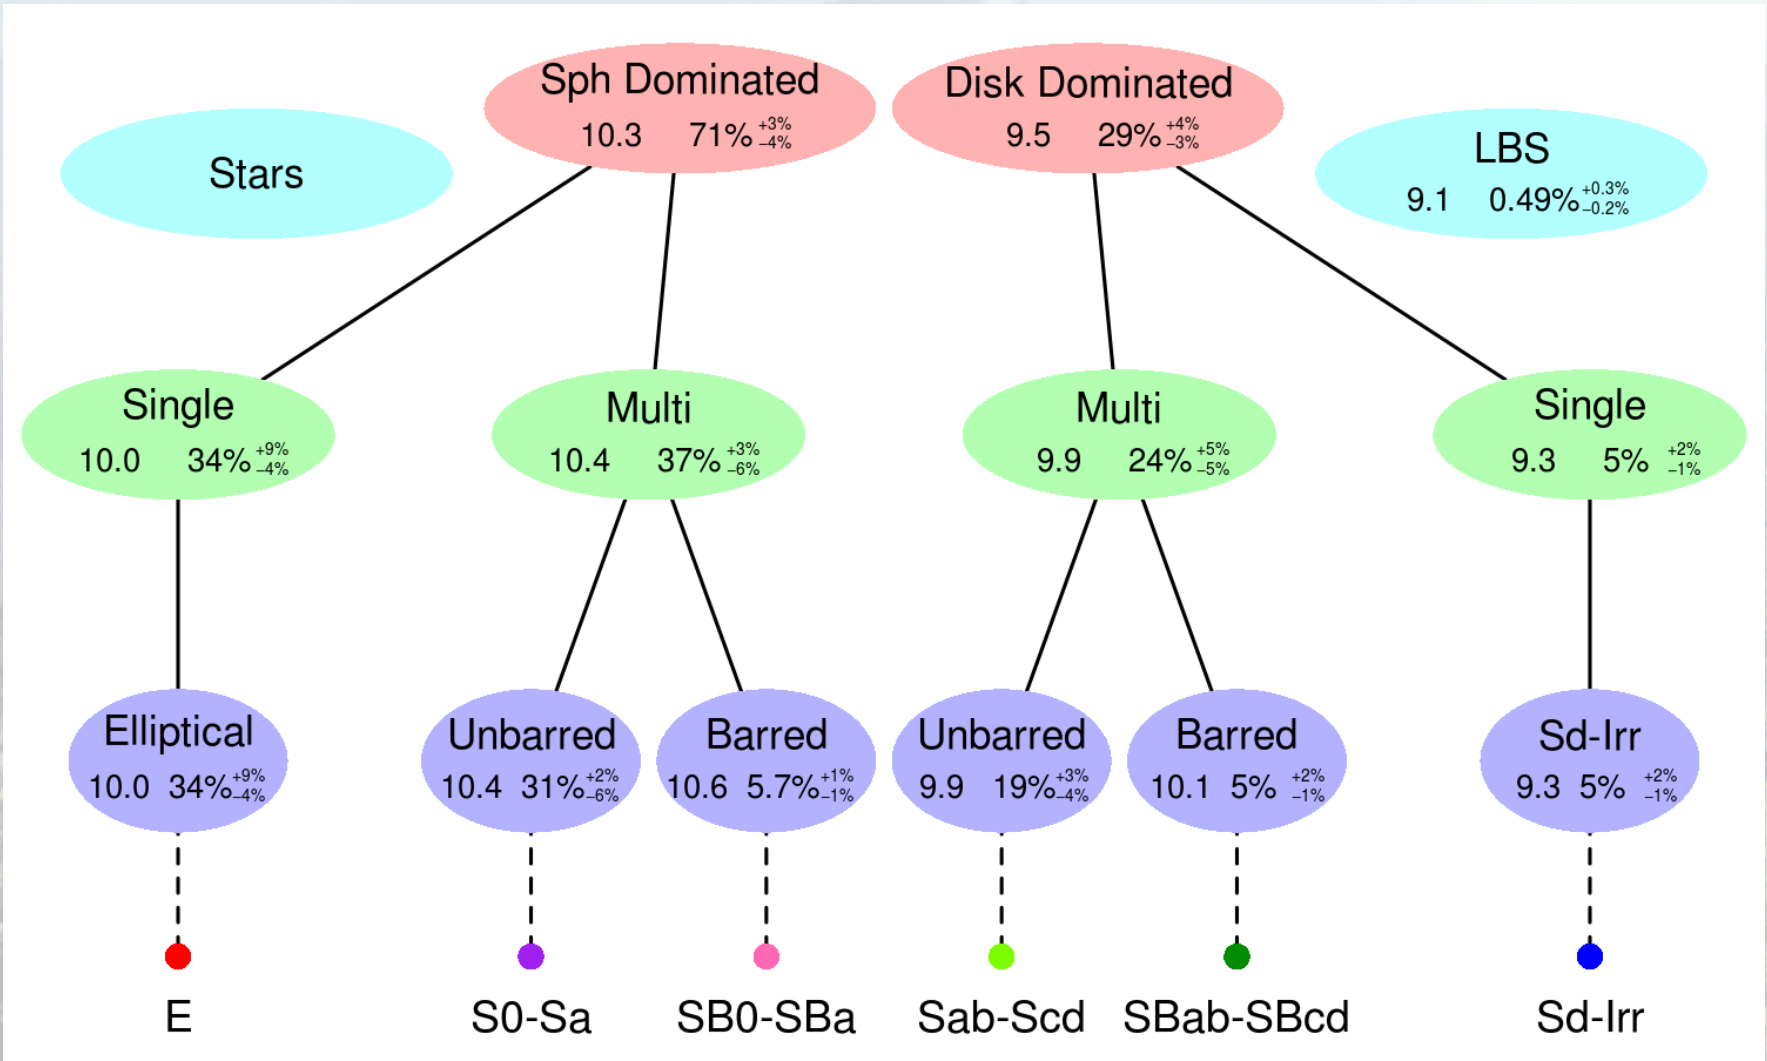 Sph Dominated
10.3 71% +3% −4%
Disk Dominated
9.5 29% +4% −3%
Stars
LBS
9.1 0.49% +0.3% −0.2%
Single
10.0 34% +9% −4%
Multi
10.4 37% +3% −6%
Multi
9.9 24% +5% −5%
Single
9.3 5% +2% −1%
Elliptical
10.0 34% +9% −4%
Unbarred
10.4 31% +2% −6%
Barred
10.6 5.7% +1% −1%
Unbarred
9.9 19% +3% −4%
Barred
10.1 5% +2% −1%
Sd-Irr
9.3 5% +2% −1%
E
S0-Sa
SB0-SBa
Sab-Scd
SBab-SBcd
Sd-Irr